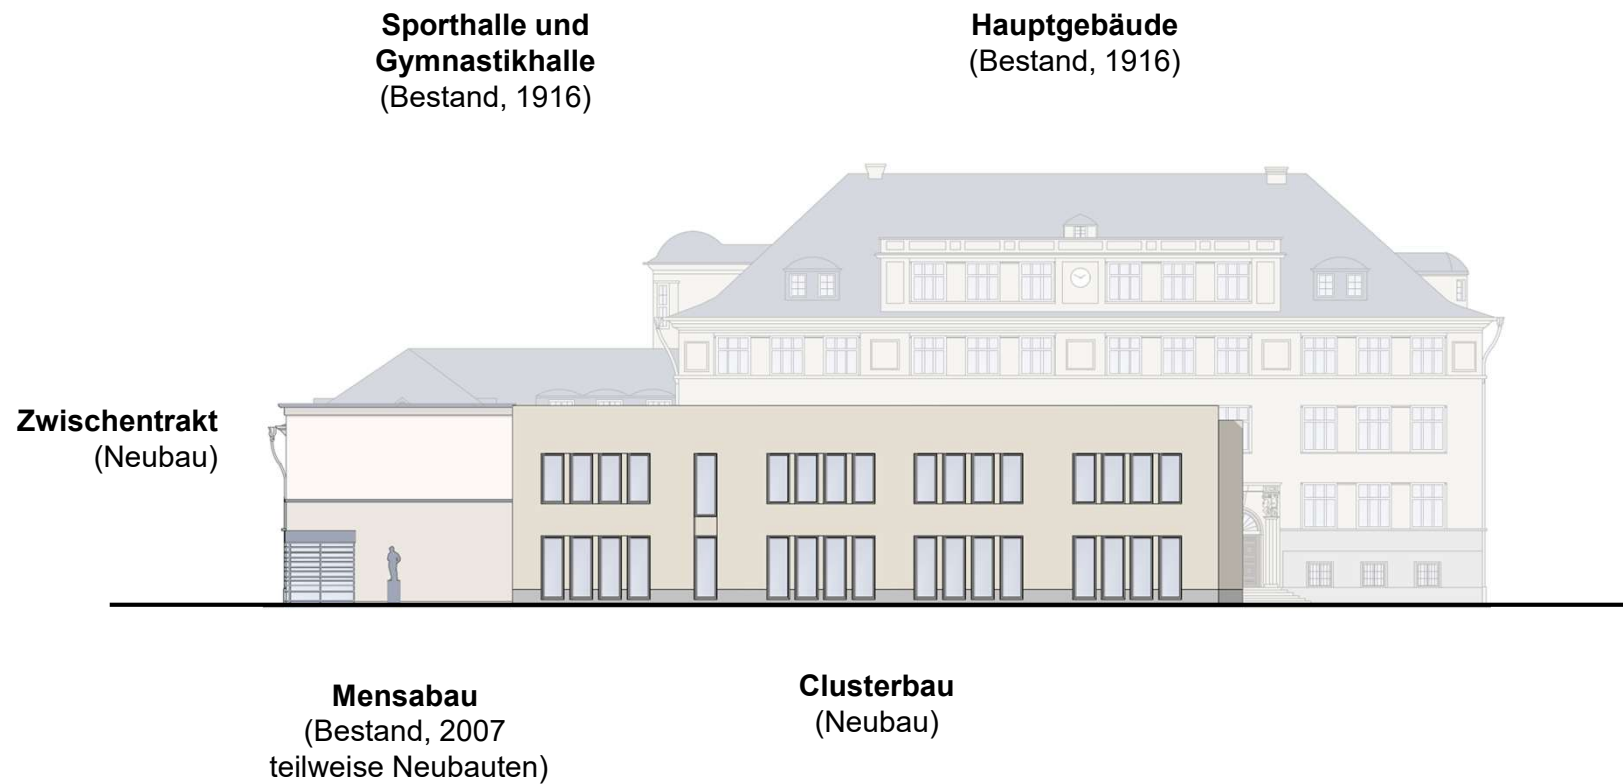 Sporthalle und
Gymnastikhalle
(Bestand, 1916)
Hauptgebäude
(Bestand, 1916)
Zwischentrakt
(Neubau)
Mensabau
(Bestand, 2007
teilweise Neubauten)
Clusterbau
(Neubau)